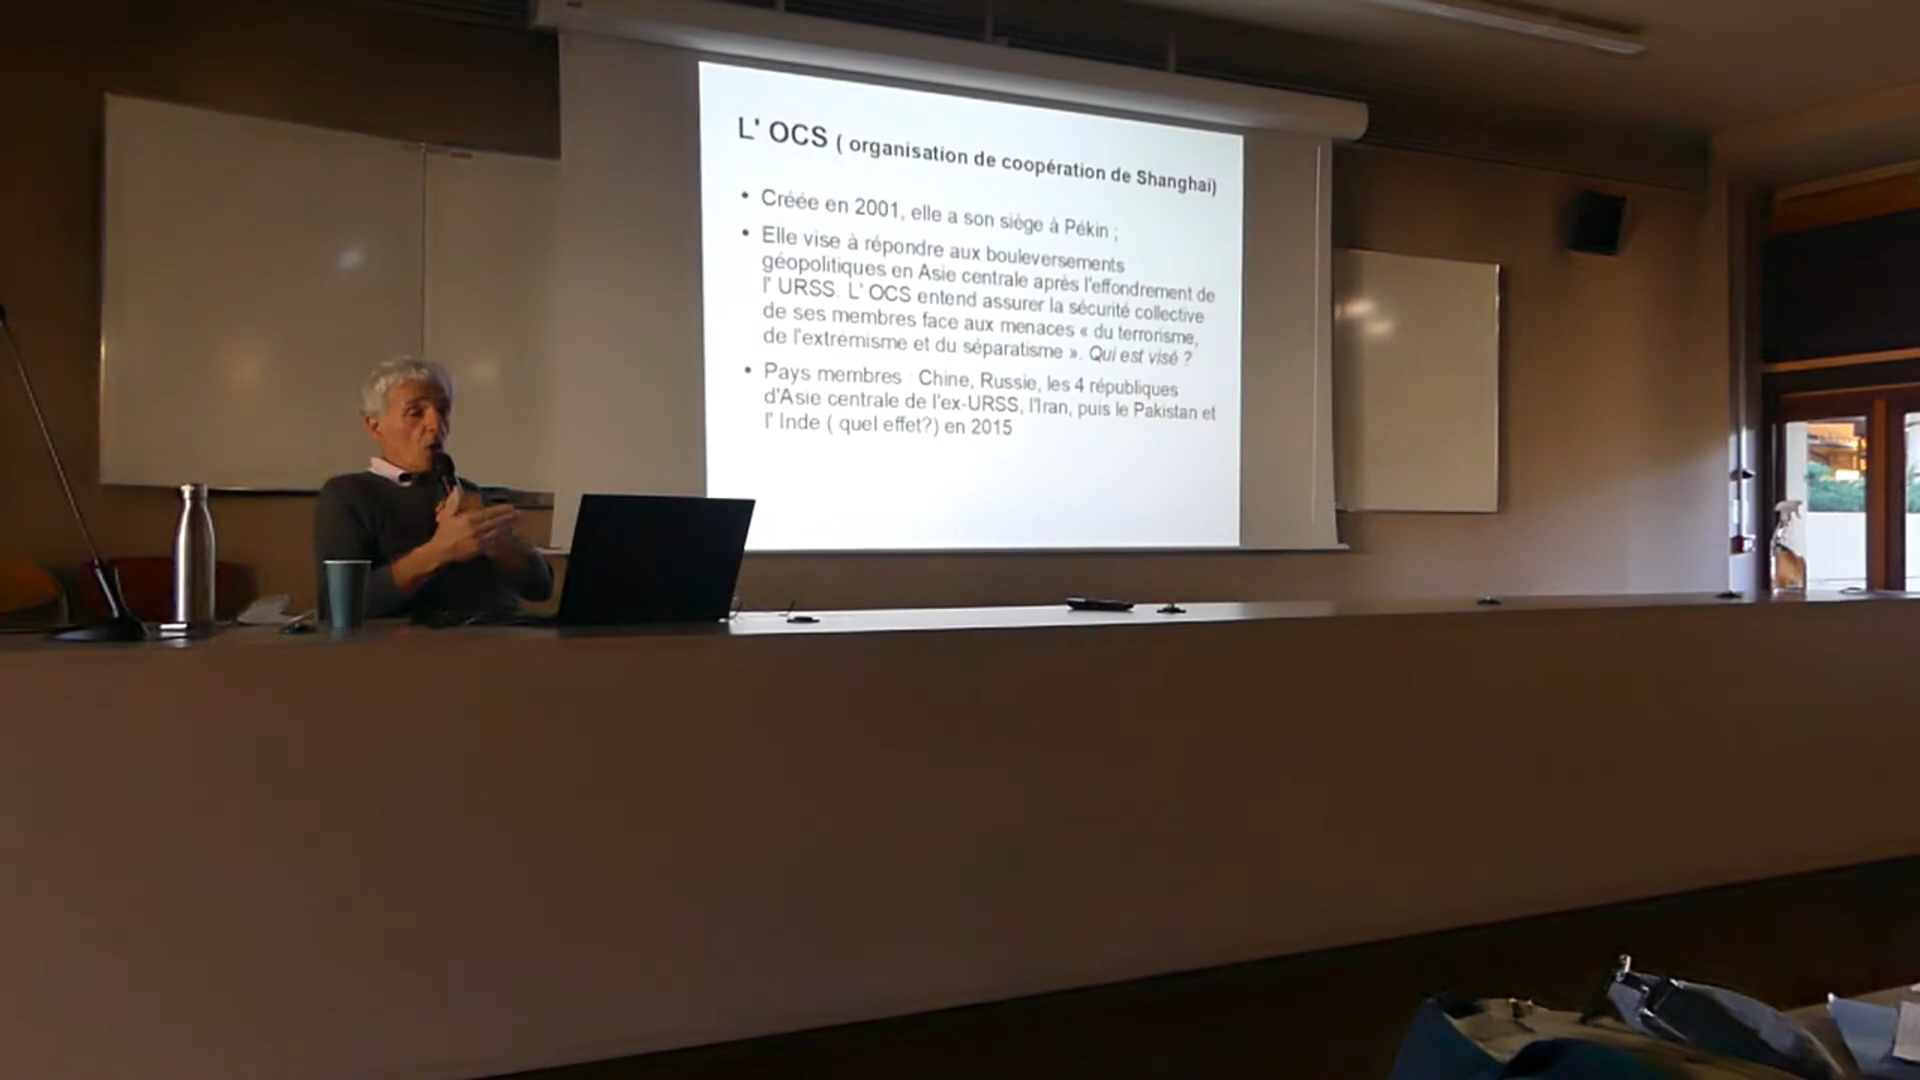 L' OCS ( organisation de coopération de Shanghai)
• Créée en 2001, elle a son siège à Pékin ;
• Elle vise à répondre aux bouleversements
géopolitiques en Asie centrale après l'effondrement de
l' URSS. L' OCS entend assurer la sécurité collective
de ses membres face aux menaces « du terrorisme,
de l'extrémisme et du séparatisme ». Qui est visé ?
• Pays membres : Chine, Russie, les 4 républiques
d'Asie centrale de l'ex-URSS, l'Iran, puis le Pakistan et
l' Inde ( quel effet?) en 2015